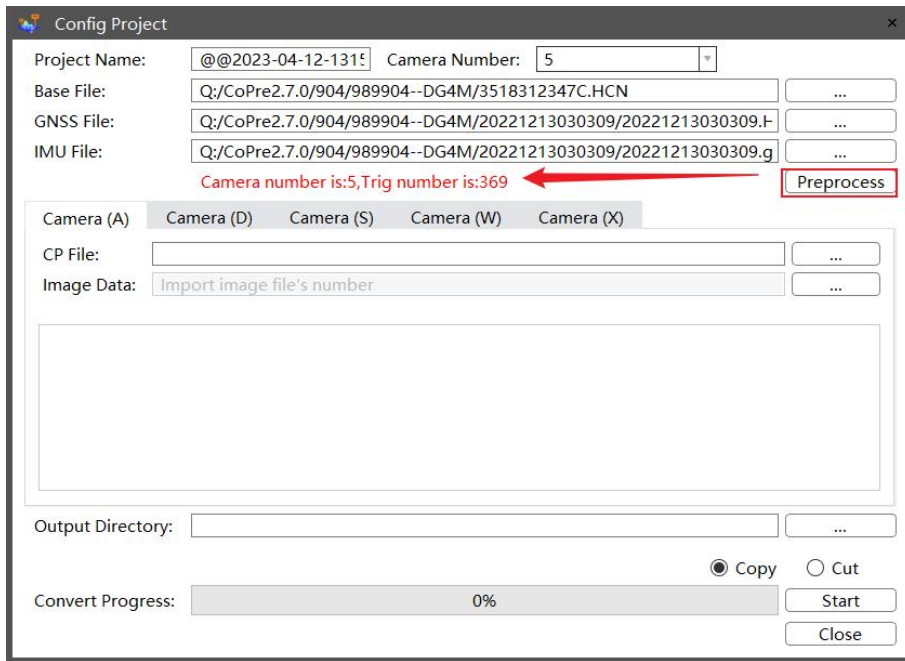 Config Project
×
Project Name: @@2023-04-12-131 Camera Number: 5
Base File: Q:/CoPre2.7.0/904/989904--DG4M/3518312347C.HCN ...
GNSS File: Q:/CoPre2.7.0/904/989904--DG4M/20221213030309/20221213030309. ...
IMU File: Q:/CoPre2.7.0/904/989904--DG4M/20221213030309/20221213030309.g ...
Camera number is:5,Trig number is:369 Preprocess
Camera (A) Camera (D) Camera (S) Camera (W) Camera (X)
CP File: ...
Image Data: Import image file's number ...
Output Directory: ...
Copy Cut
Convert Progress: 0% Start
Close